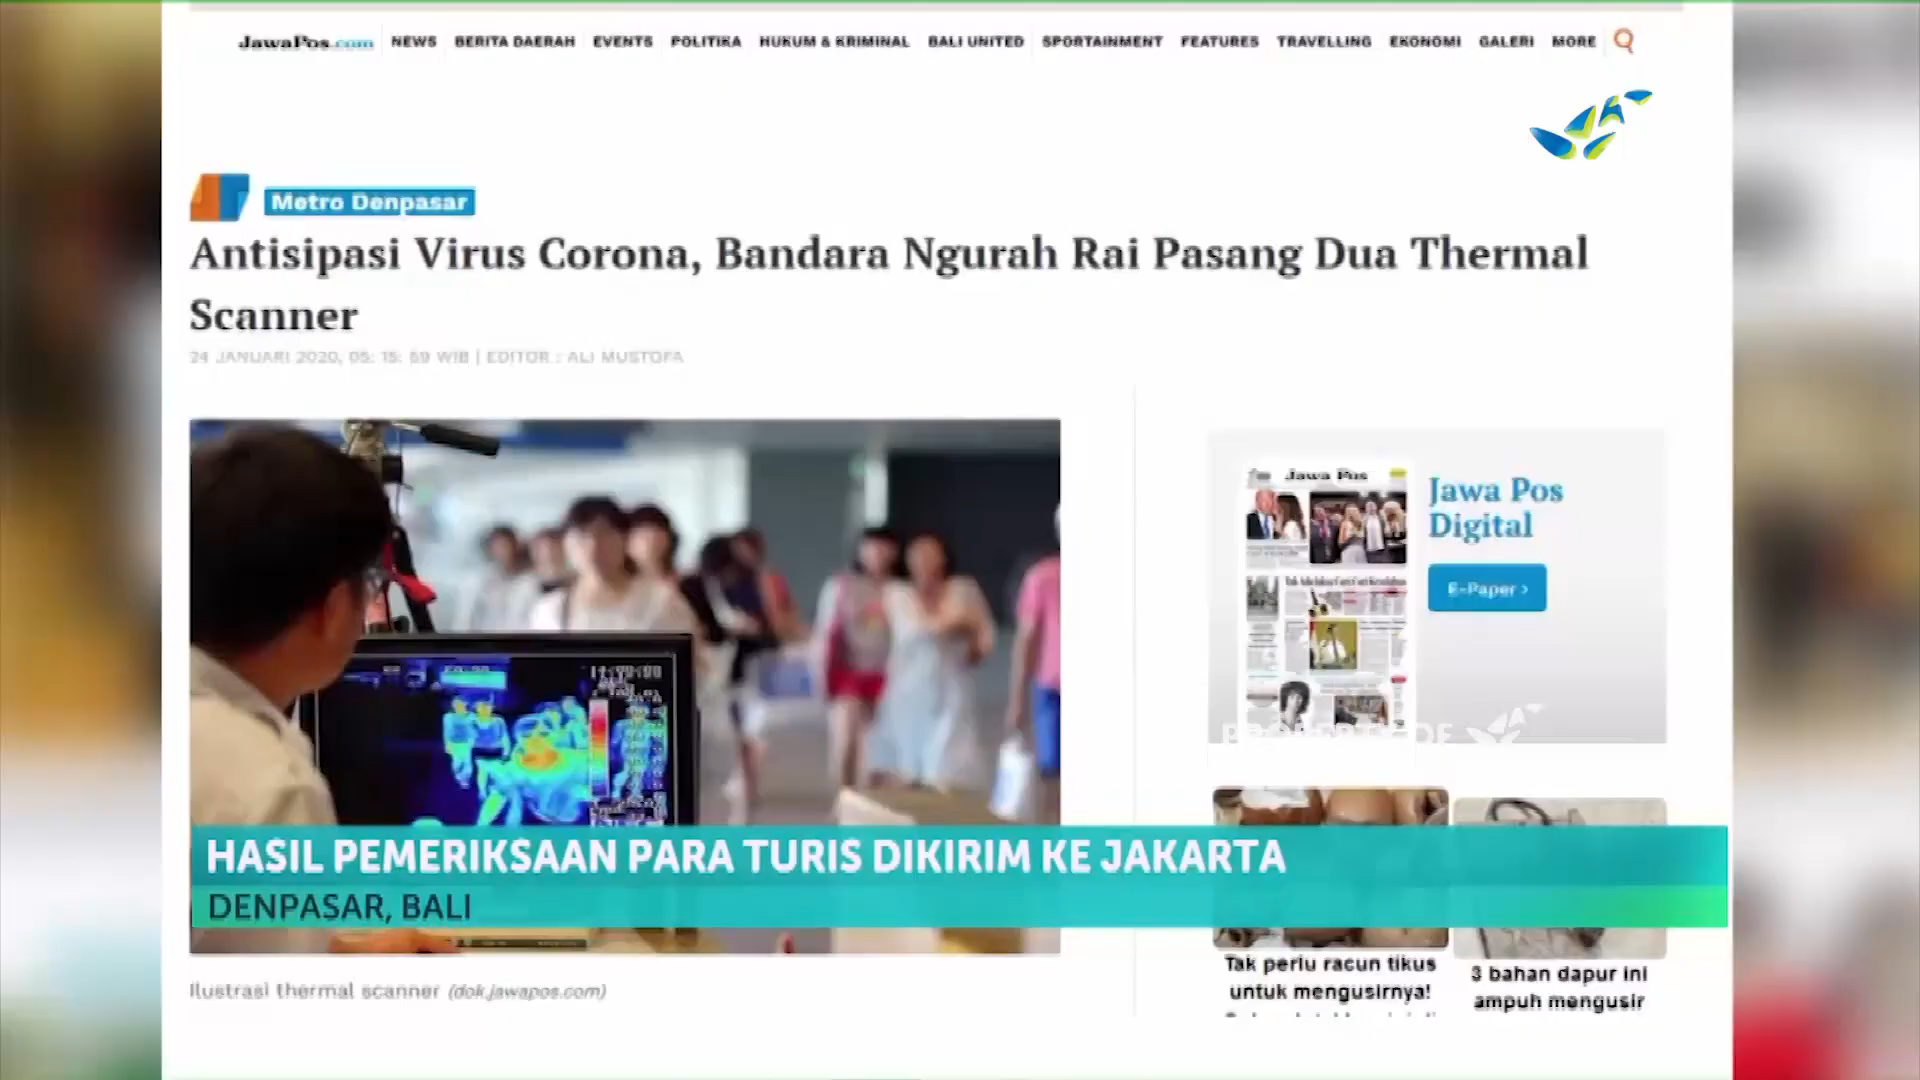 JawaPos.com NEWS BERITA DAERAH EVENTS POLITIKA HUKUM & KRIMINAL BALI UNITED SPORTAINMENT FEATURES TRAVELLING EKONOMI GALERI MORE
Metro Denpasar
Antisipasi Virus Corona, Bandara Ngurah Rai Pasang Dua Thermal
Scanner
24 JANUARI 2020, 05: 15: 59 WIB | EDITOR : ALI MUSTOFA
Jawa Pos
Jawa Pos
Digital
E-Paper ›
PROPERTY OF
HASIL PEMERIKSAAN PARA TURIS DIKIRIM KE JAKARTA
DENPASAR, BALI
Ilustrasi thermal scanner (dok.jawapos.com)
Tak perlu racun tikus
untuk mengusirnya!
3 bahan dapur ini
ampuh mengusir